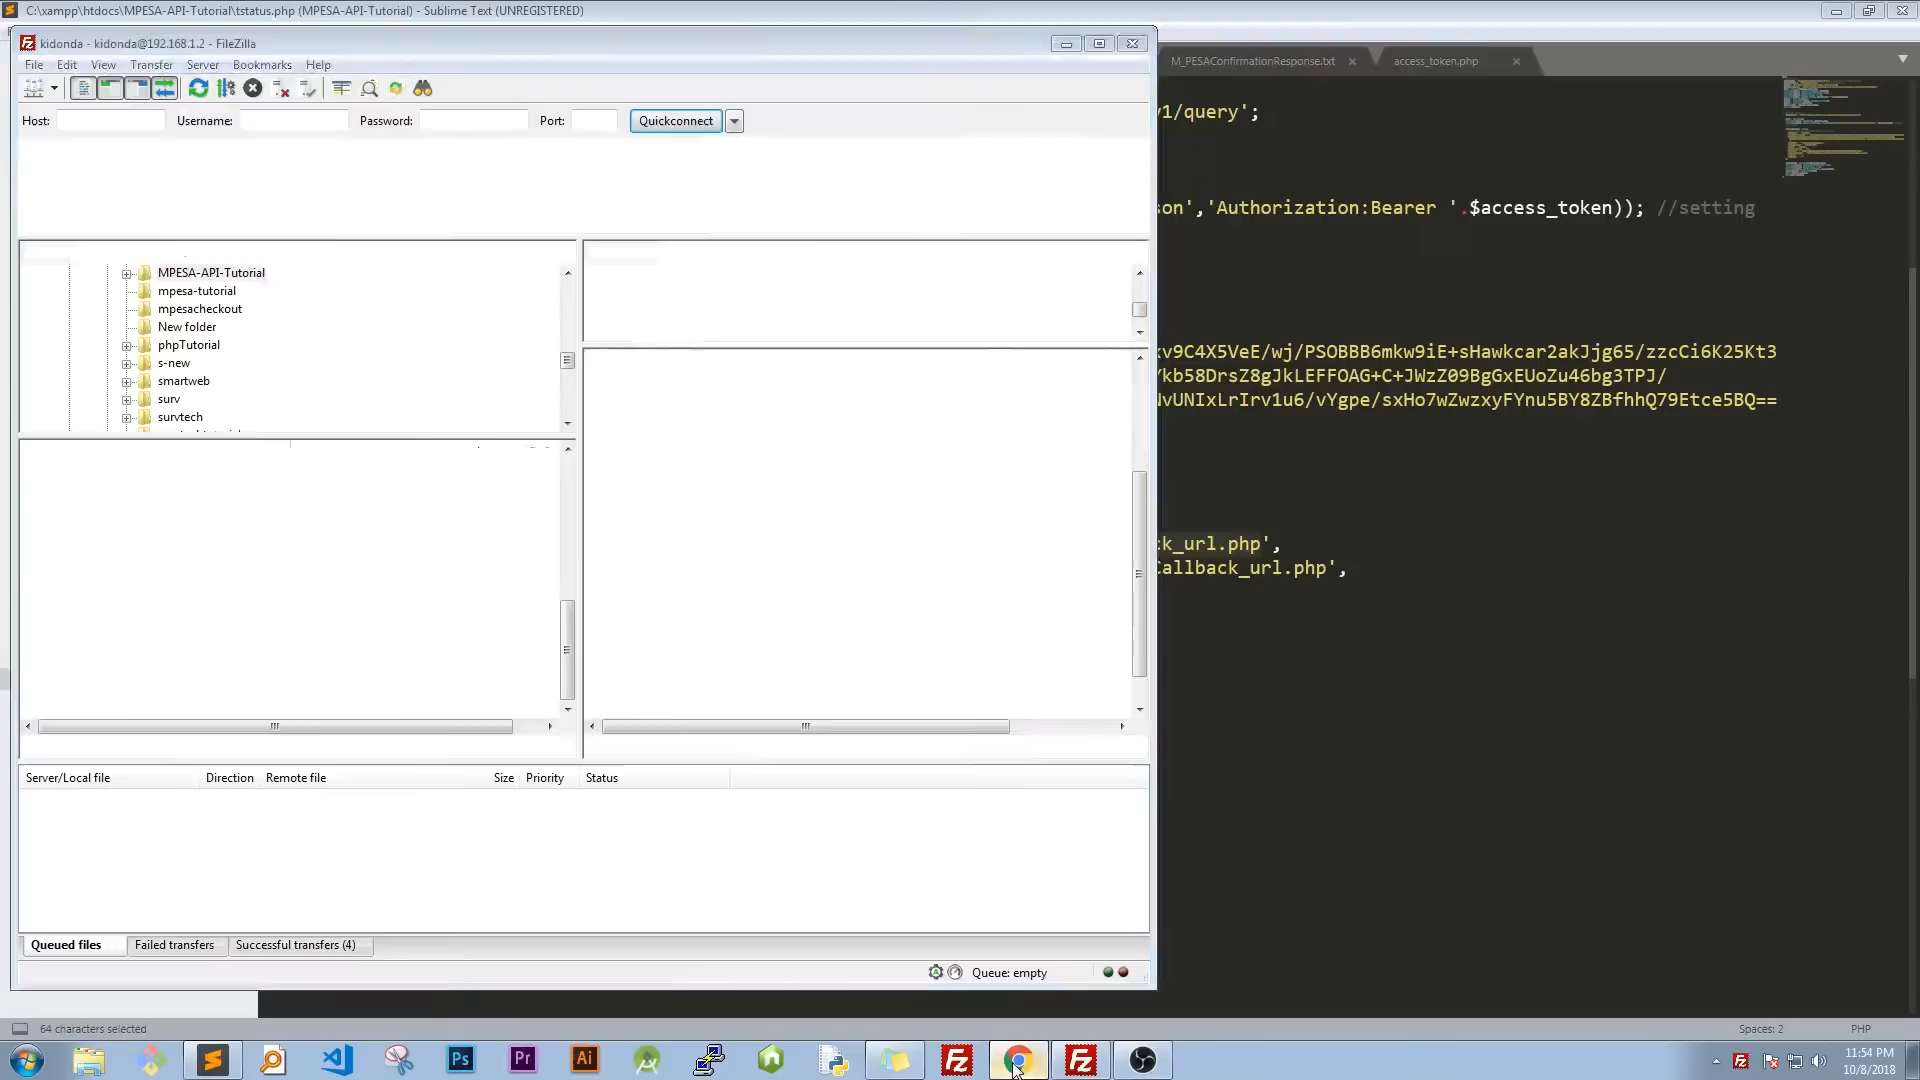 C:\xampp\htdocs\MPESA-API-Tutorial\tstatus.php (MPESA-API-Tutorial) - Sublime Text (UNREGISTERED)
kidonda - kidonda@192.168.1.2 - FileZilla
M_PESAConfirmationResponse.txt
access_token.php
File Edit View Transfer Server Bookmarks Help
Host: Username: Password: Port: Quickconnect
1/query';
son','Authorization:Bearer '.$access_token)); //setting
MPESA-API-Tutorial
mpesa-tutorial
mpesacheckout
New folder
phpTutorial
s-new
smartweb
surv
survtech
xv9C4X5VeE/wj/PSOBBB6mkw9iE+sHawkcar2akJjg65/zzcCi6K25Kt3
kb58DrsZ8gJkLEFFOAG+C+JWzZ09BgGxEUoZu46bg3TPJ/
vUNIxLrIrv1u6/vYgpe/sxHo7wZwzxyFYnu5BY8ZBfhhQ79Etce5BQ==
k_url.php',
allback_url.php',
Server/Local file Direction Remote file Size Priority Status
Queued files Failed transfers Successful transfers (4)
Queue: empty
64 characters selected
Spaces: 2 PHP
Ps Pr Ai
11:54 PM
10/8/2018